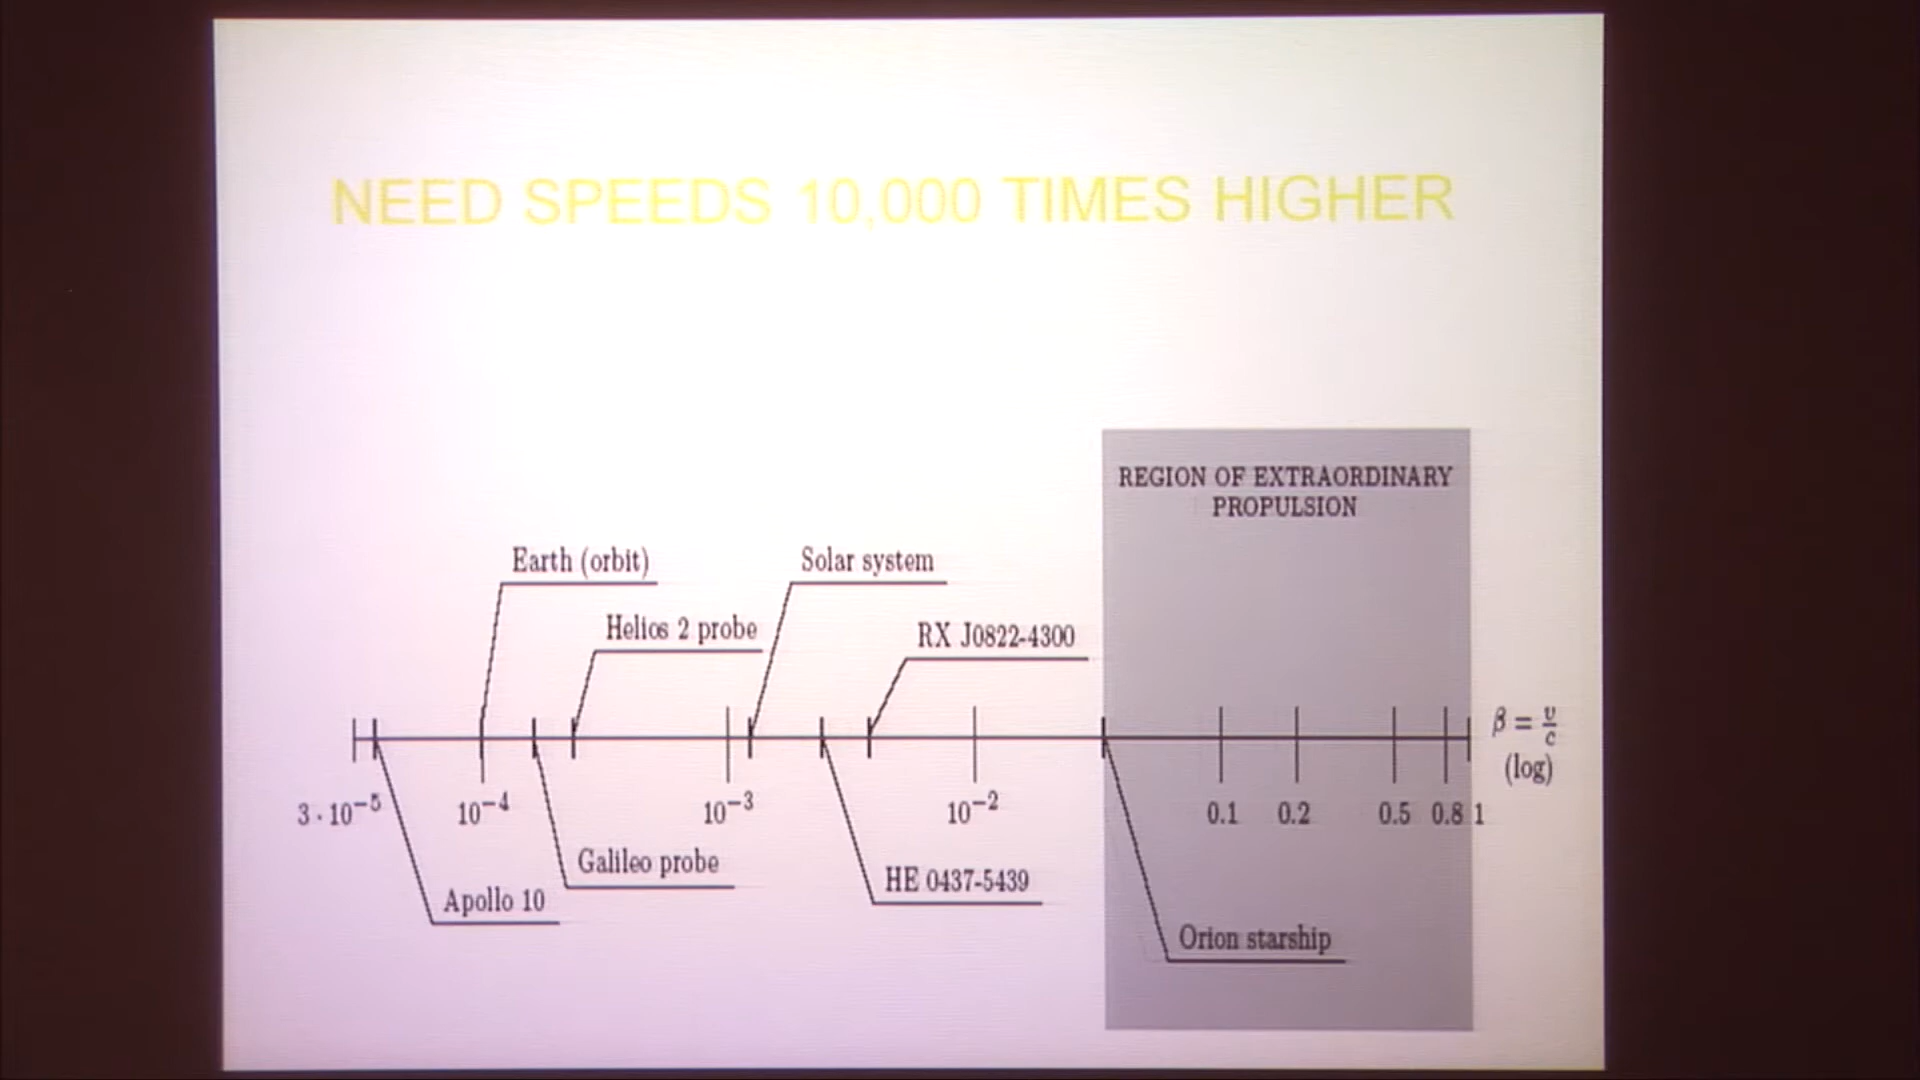 NEED SPEEDS 10,000 TIMES HIGHER
REGION OF EXTRAORDINARY
PROPULSION
Earth (orbit)
Solar system
Helios 2 probe
RX J0822-4300
β = υ/c
(log)
3·10⁻⁵
10⁻⁴
10⁻³
10⁻²
0.1
0.2
0.5
0.8
1
Galileo probe
HE 0437-5439
Apollo 10
Orion starship